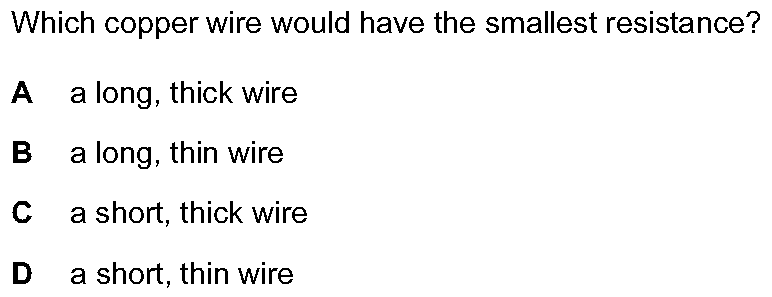 Which copper wire would have the smallest resistance?
A a long, thick wire
B a long, thin wire
C a short, thick wire
D a short, thin wire